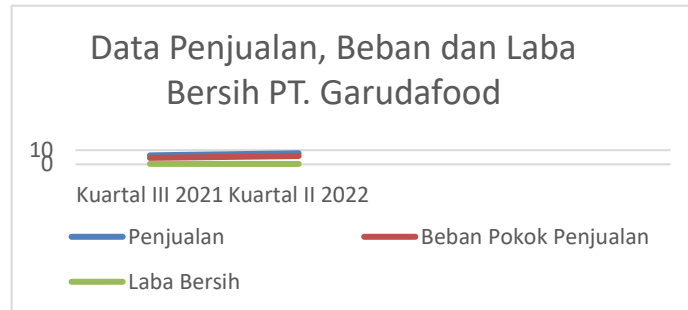 Data Penjualan, Beban dan Laba
Bersih PT. Garudafood
10
0
Kuartal III 2021 Kuartal II 2022
Penjualan
Beban Pokok Penjualan
Laba Bersih